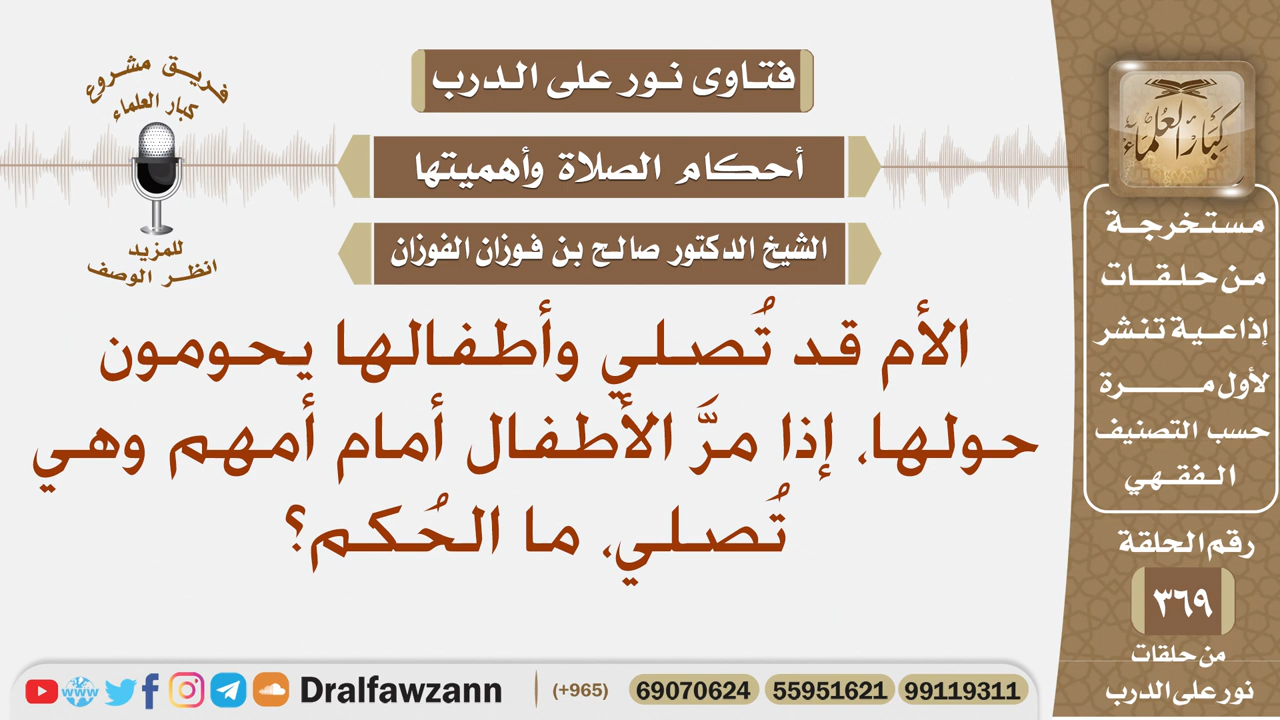 فتاوى نور على الدرب
أحكام الصلاة وأهميتها
الشيخ الدكتور صالح بن فوزان الفوزان
الأم قد تُصلي وأطفالها يحومون
حولها، إذا مرَّ الأطفال أمام أمهم وهي
تُصلي، ما الحُكم؟
فريق مشروع
كبار العلماء
للمزيد
انظر الوصف
كِبَارُ العُلَمَاء
مستخرجة
من حلقات
إذاعية تنشر
لأول مرة
حسب التصنيف
الفقهي
رقم الحلقة
٣٦٩
من حلقات
نور على الدرب
www Dralfawzann (+965) 69070624 55951621 99119311